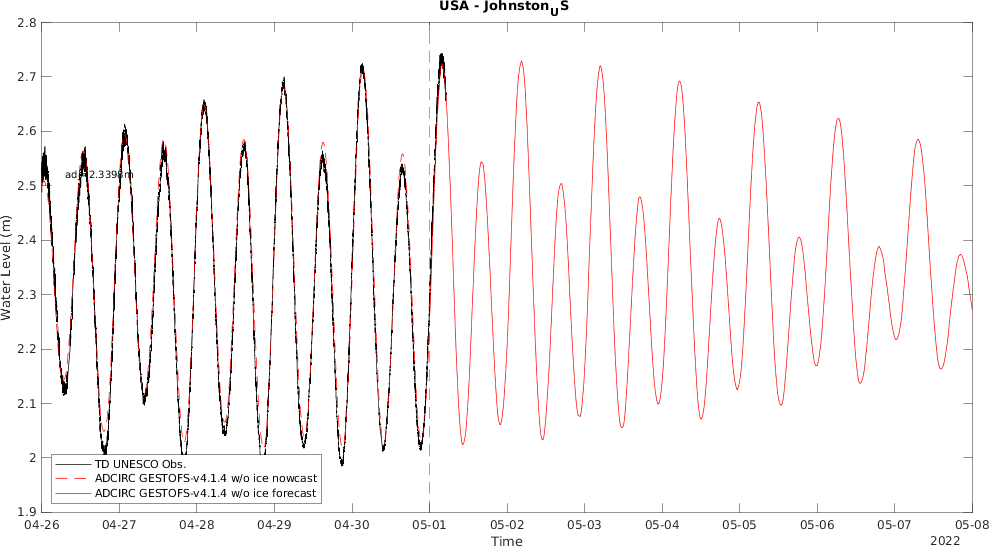 USA - Johnston_US
2.8
2.7
2.6
2.5
2.4
2.3
2.2
2.1
2
1.9
Water Level (m)
TD UNESCO Obs.
ADCIRC GESTOFS-v4.1.4 w/o ice nowcast
ADCIRC GESTOFS-v4.1.4 w/o ice forecast
04-26 04-27 04-28 04-29 04-30 05-01 05-02 05-03 05-04 05-05 05-06 05-07 05-08
Time
2022